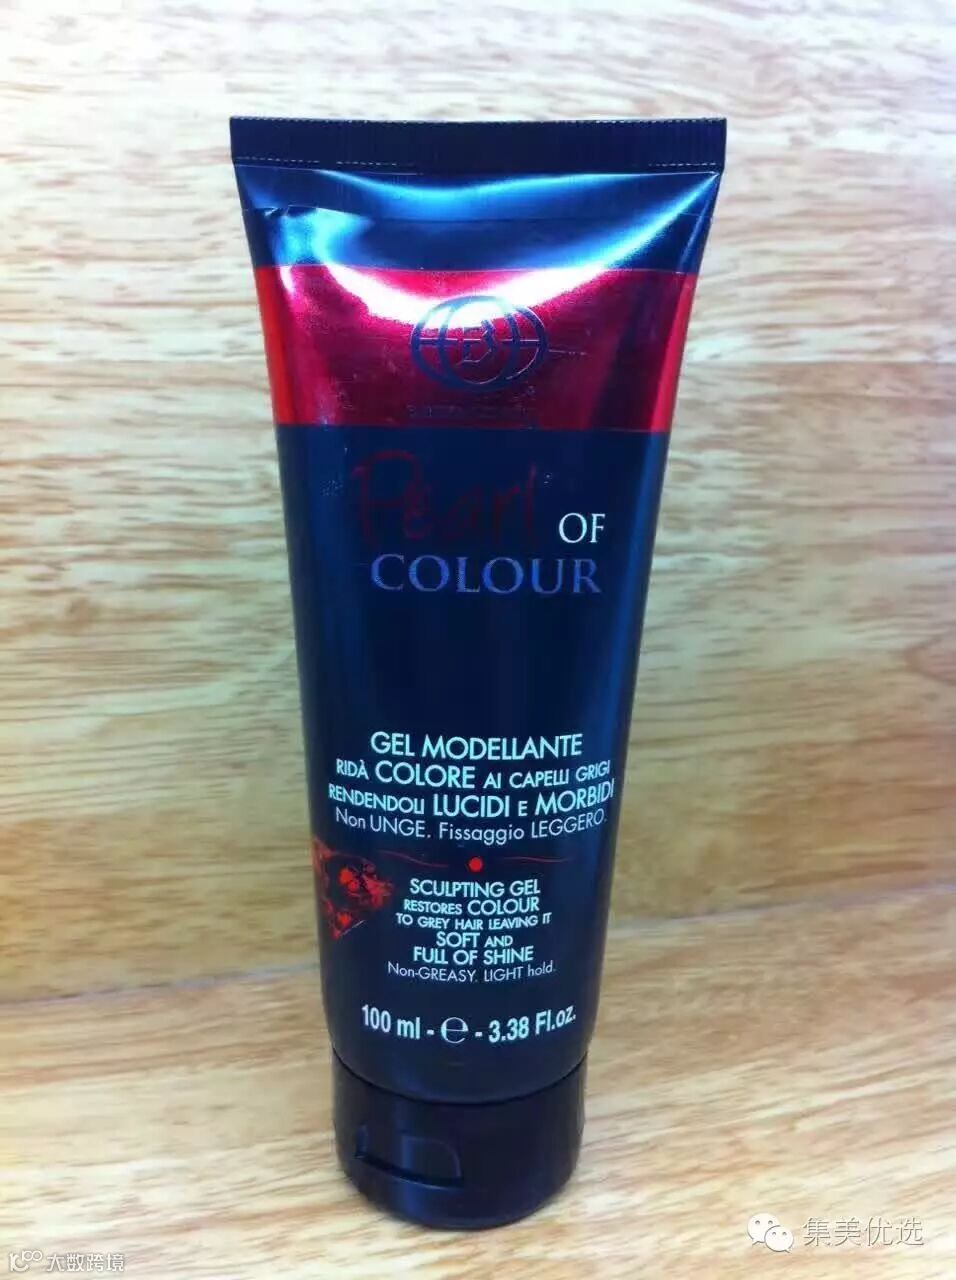 B
Pearl OF
COLOUR
GEL MODELLANTE
RIDÀ COLORE AI CAPELLI GRIGI
RENDENDOLI LUCIDI E MORBIDI
Non UNGE. Fissaggio LEGGERO.
SCULPTING GEL
RESTORES COLOUR
TO GREY HAIR LEAVING IT
SOFT AND
FULL OF SHINE
Non-GREASY. LIGHT hold.
100 ml - e - 3.38 Fl.oz.
集美优选
大数跨境